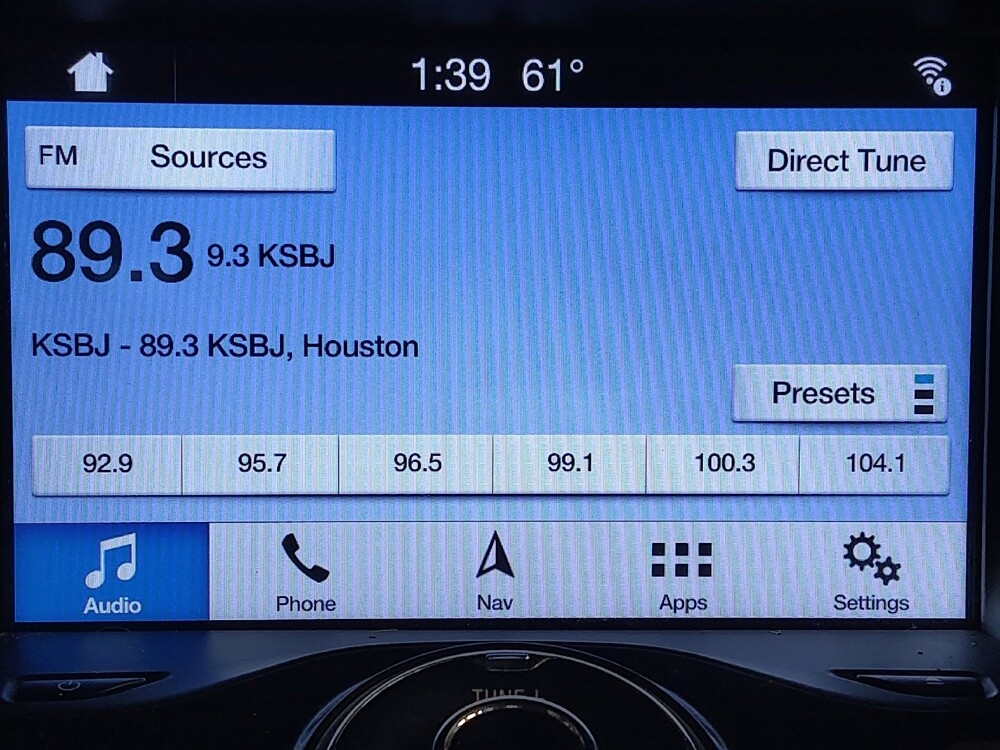 1:39 61°
FM Sources
Direct Tune
89.3 9.3 KSBJ
KSBJ - 89.3 KSBJ, Houston
Presets
92.9 95.7 96.5 99.1 100.3 104.1
Audio Phone Nav Apps Settings
TUNE